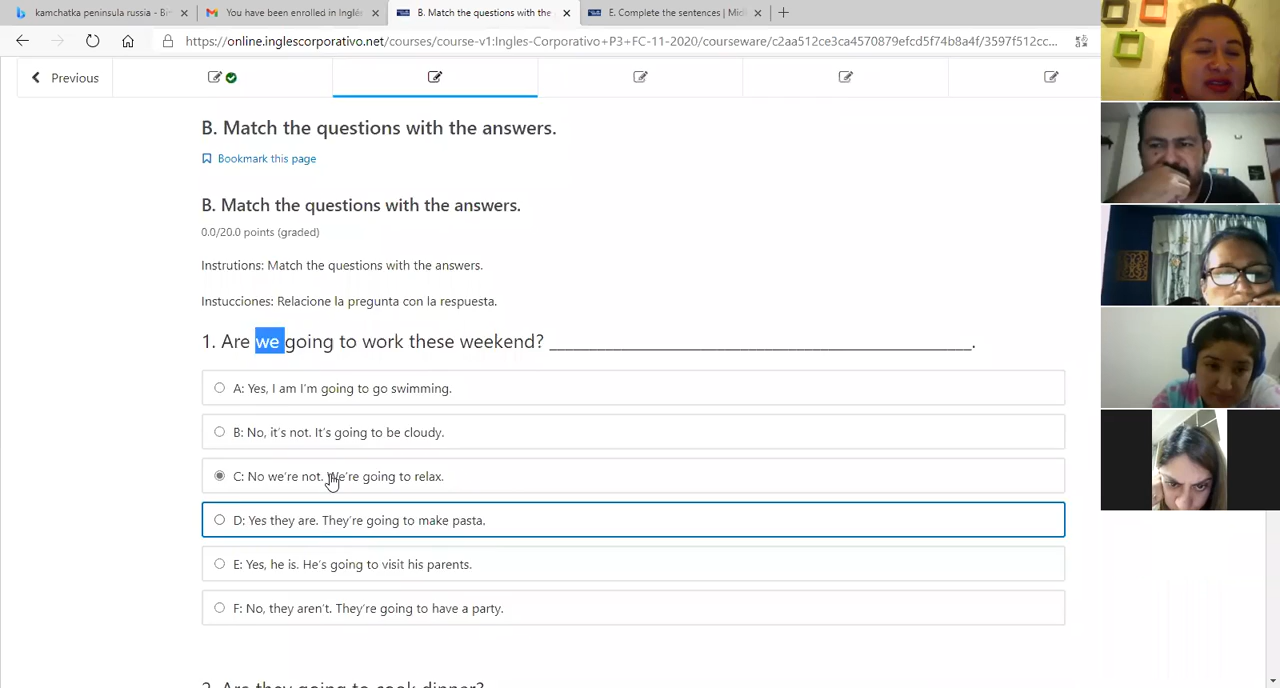 kamchatka peninsula russia - Bi
You have been enrolled in Inglé
B. Match the questions with the
E. Complete the sentences | Mid
https://online.inglescorporativo.net/courses/course-v1:Ingles-Corporativo+P3+FC-11-2020/courseware/c2aa512ce3ca4570879efcd5f74b8a4f/3597f512cc...
Previous
B. Match the questions with the answers.
Bookmark this page
B. Match the questions with the answers.
0.0/20.0 points (graded)
Instrutions: Match the questions with the answers.
Instucciones: Relacione la pregunta con la respuesta.
1. Are we going to work these weekend? ______________________________________________.
A: Yes, I am I'm going to go swimming.
B: No, it's not. It's going to be cloudy.
C: No we're not. We're going to relax.
D: Yes they are. They're going to make pasta.
E: Yes, he is. He's going to visit his parents.
F: No, they aren't. They're going to have a party.
2. Are they going to cook dinner?